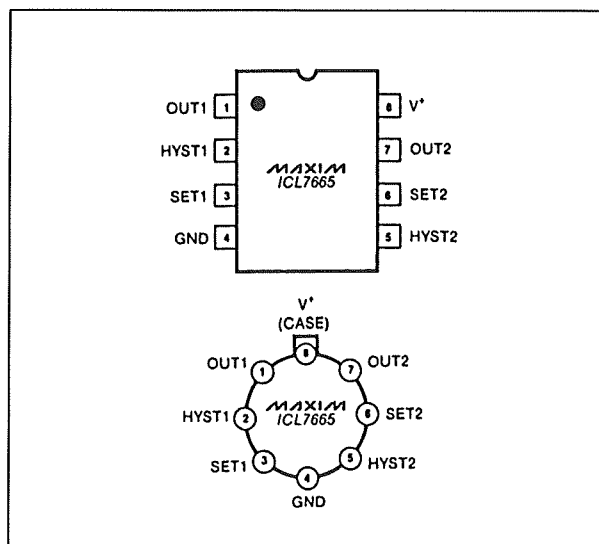 OUT1 1 8 V+
HYST1 2 7 OUT2
MAXIM
ICL7665
SET1 3 6 SET2
GND 4 5 HYST2
V+
(CASE)
8
OUT1 1 7 OUT2
MAXIM
HYST1 2 6 SET2
ICL7665
SET1 3 5 HYST2
4
GND